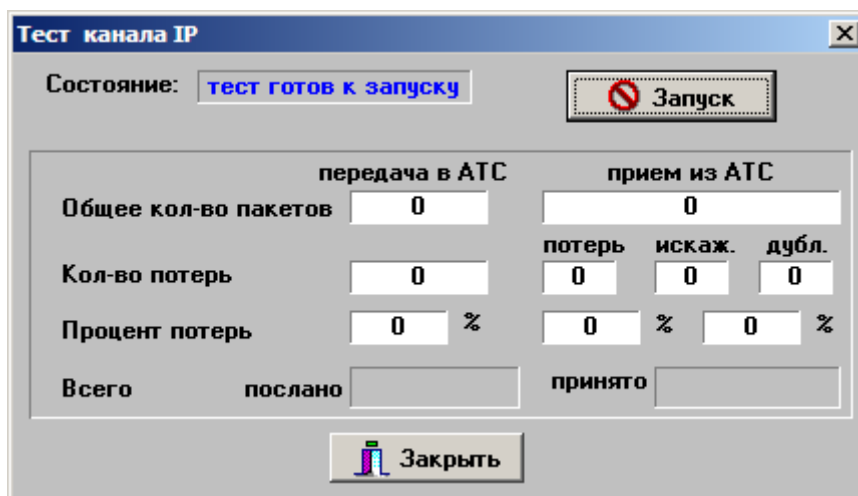 Тест канала IP
Состояние: тест готов к запуску Запуск
передача в АТС прием из АТС
Общее кол-во пакетов 0 0
потерь искаж. дубл.
Кол-во потерь 0 0 0 0
Процент потерь 0 % 0 % 0 %
Всего послано принято
Закрыть